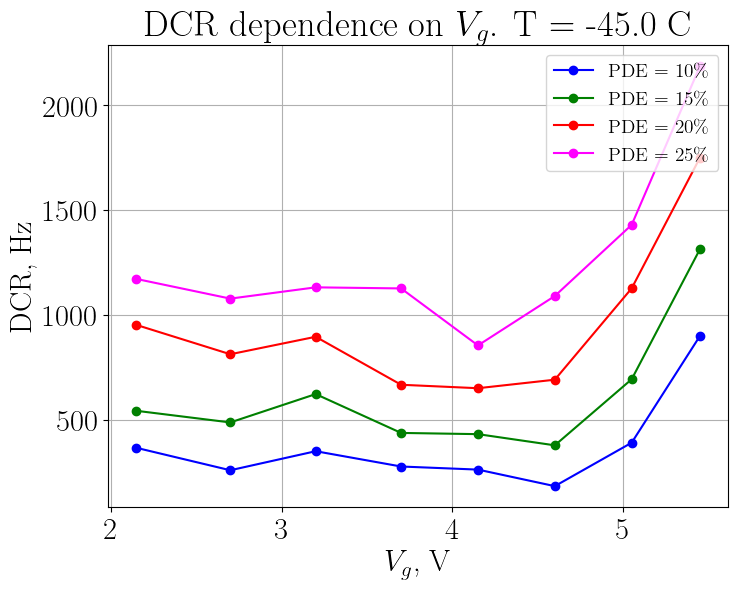 DCR dependence on V_g. T = -45.0 C
PDE = 10%
PDE = 15%
PDE = 20%
PDE = 25%
2000
1500
1000
500
DCR, Hz
2 3 4 5
V_g, V